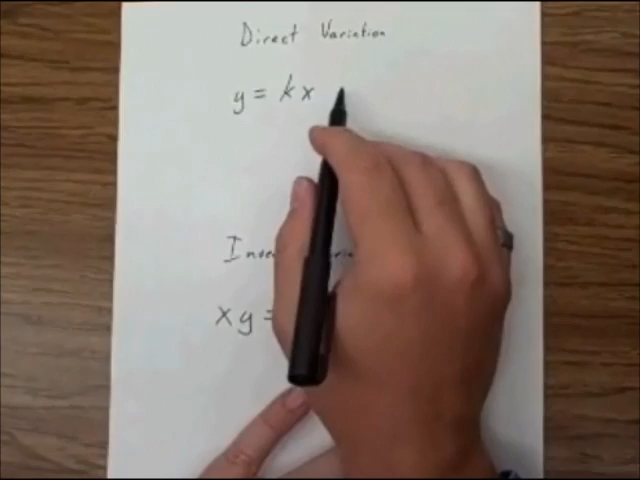 Direct Variation
y = kx
xy =